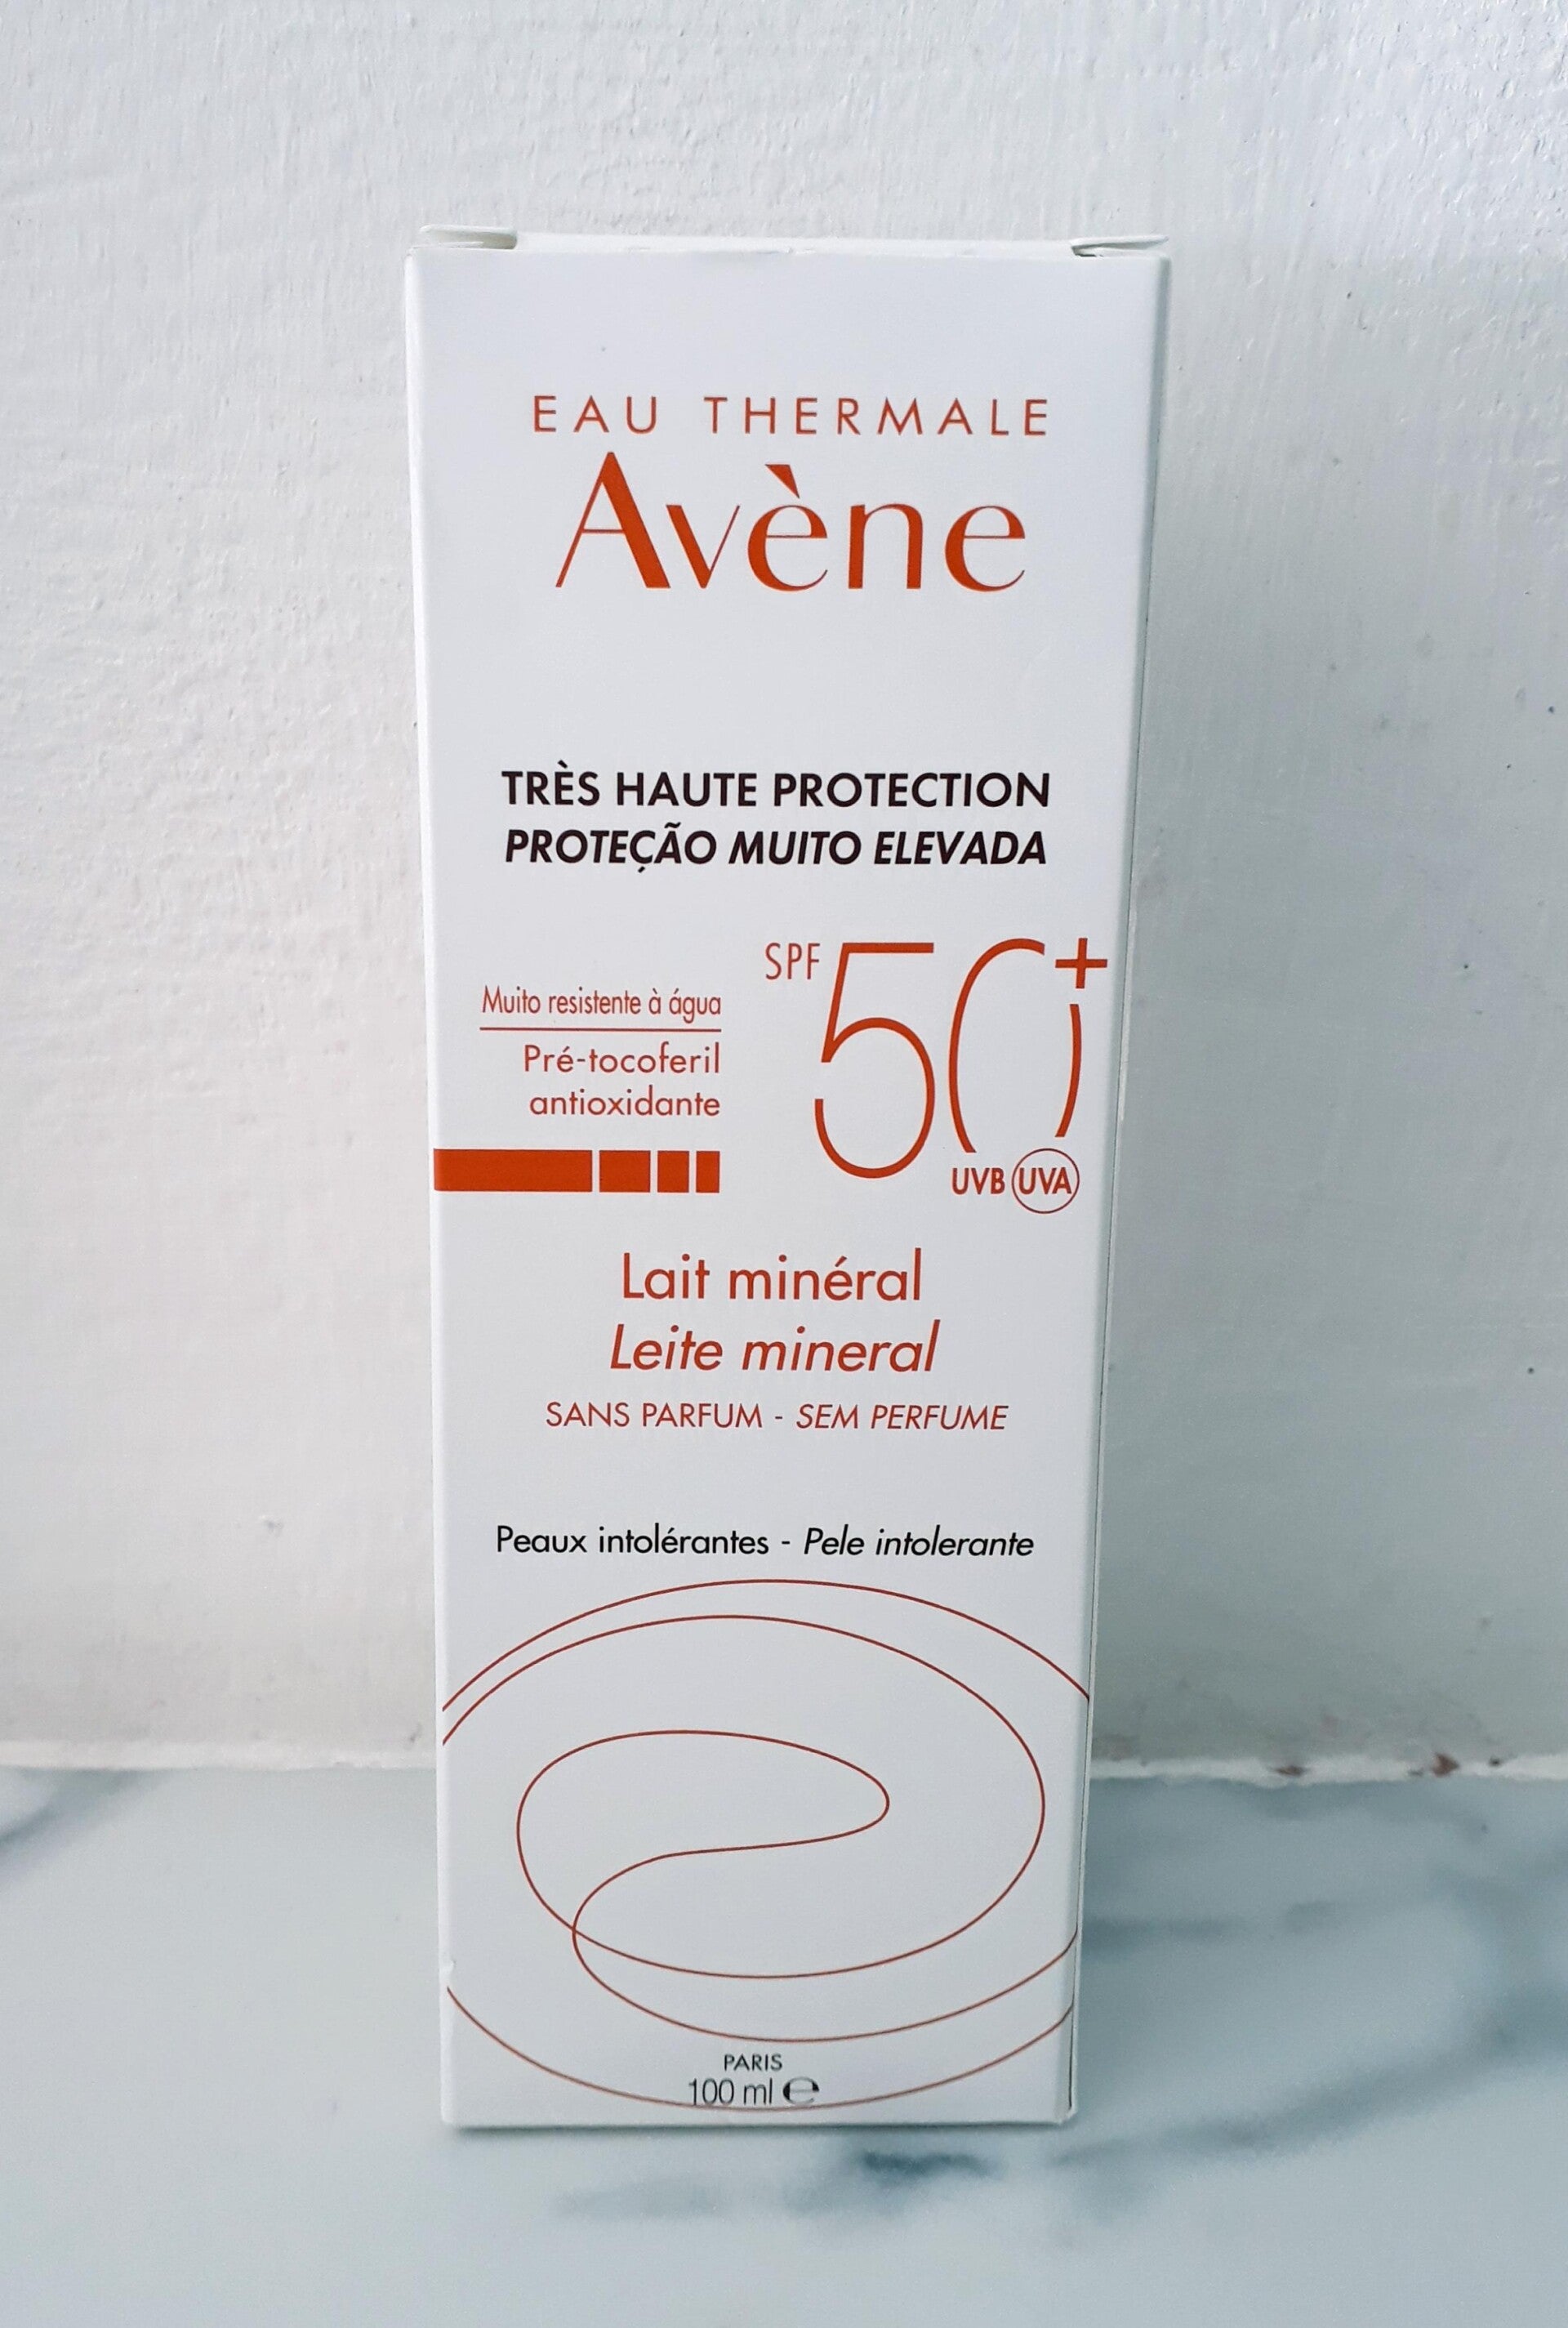 EAU THERMALE
Avène
TRÈS HAUTE PROTECTION
PROTEÇÃO MUITO ELEVADA
SPF 50+
Muito resistente à água
Pré-tocoferil
antioxidante
UVB UVA
Lait minéral
Leite mineral
SANS PARFUM - SEM PERFUME
Peaux intolérantes - Pele intolerante
PARIS
100 ml e